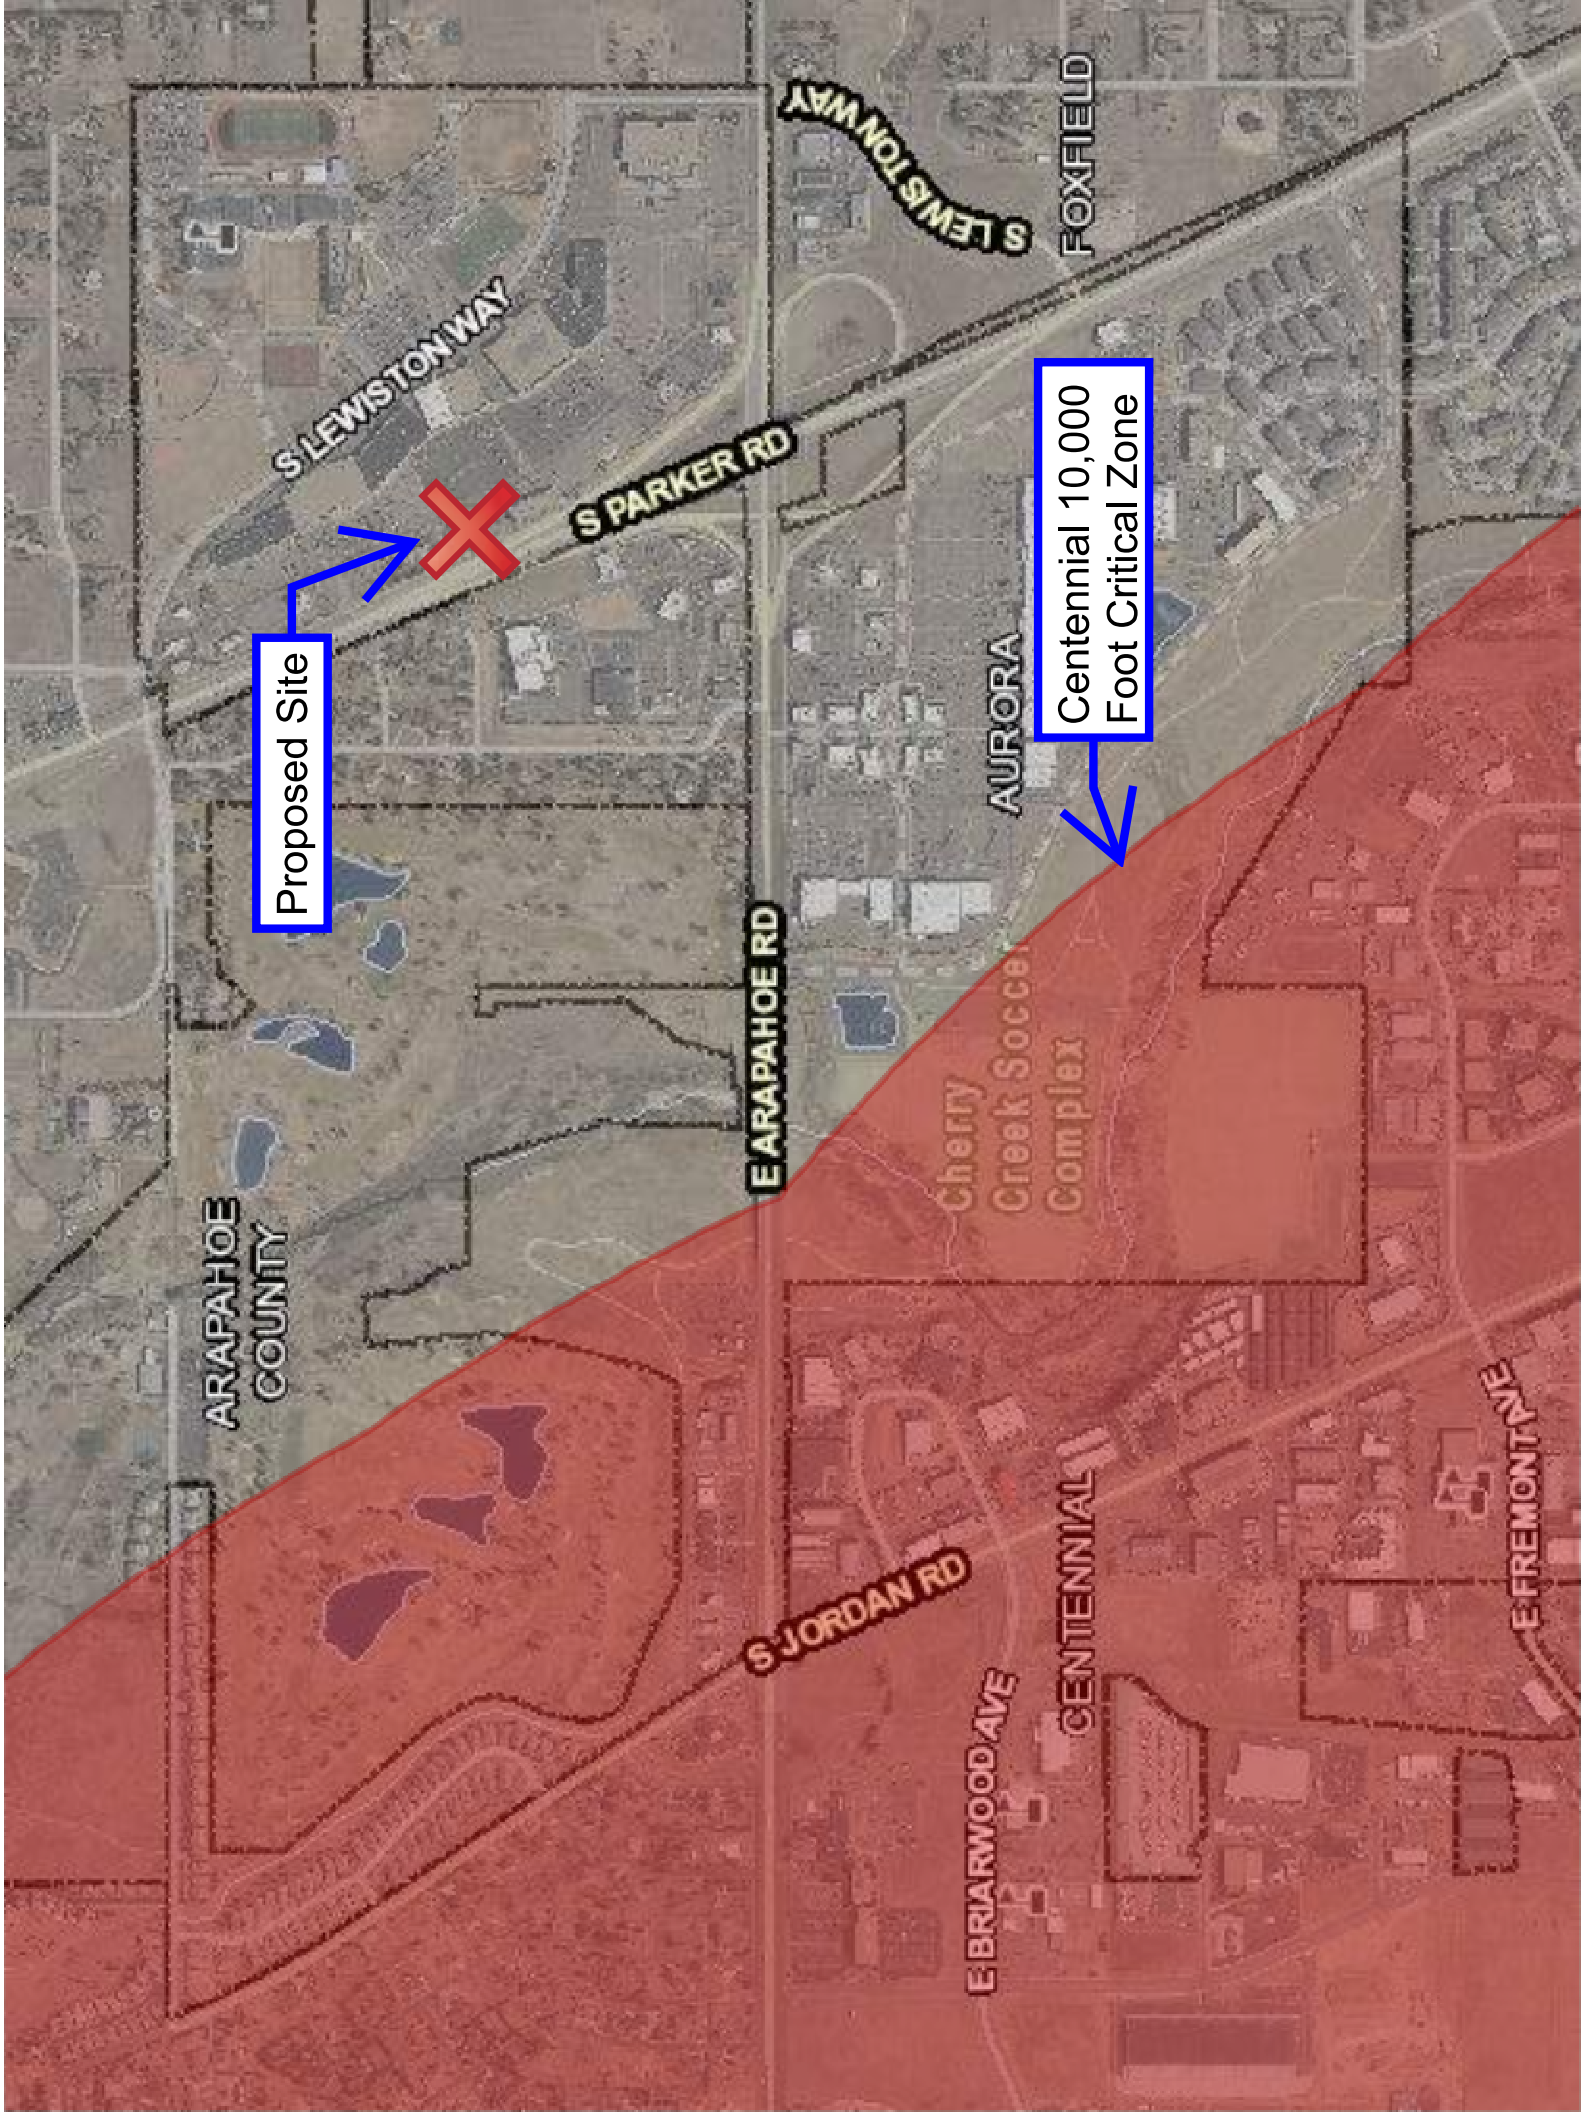 S LEWISTON WAY
Proposed Site
S PARKER RD
S LEWISTON WAY
FOXFIELD
Centennial 10,000
Foot Critical Zone
AURORA
E ARAPAHOE RD
ARAPAHOE
COUNTY
Cherry
Creek Soccer
Complex
S JORDAN RD
CENTENNIAL
E BRIARWOOD AVE
E FREMONT AVE